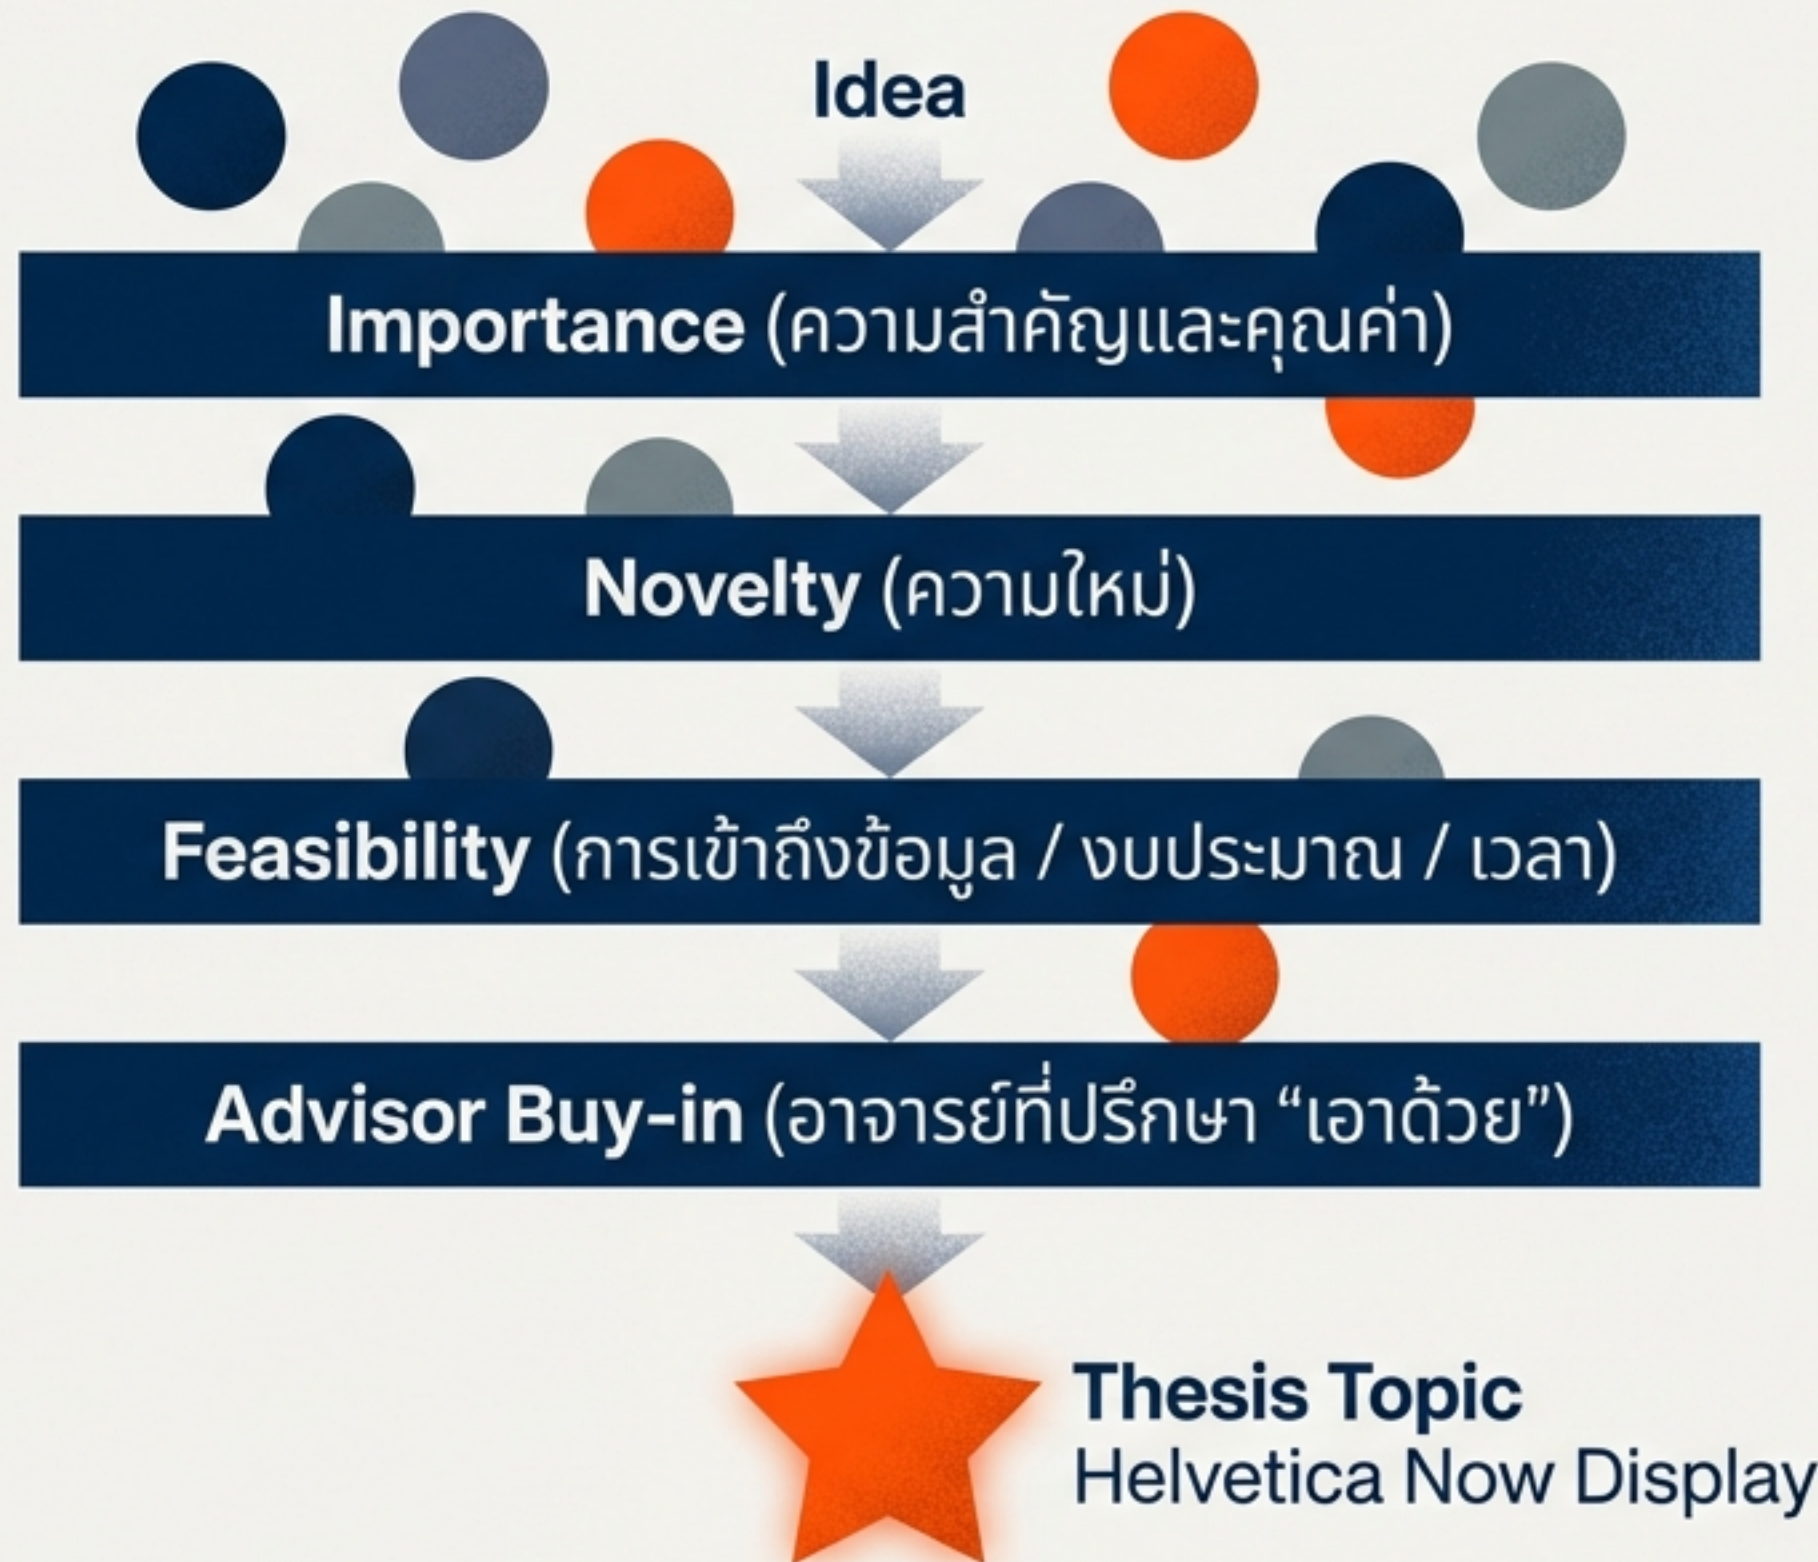 Idea
Importance (ความสำคัญและคุณค่า)
Novelty (ความใหม่)
Feasibility (การเข้าถึงข้อมูล / งบประมาณ / เวลา)
Advisor Buy-in (อาจารย์ที่ปรึกษา “เอาด้วย”)
Thesis Topic
Helvetica Now Display